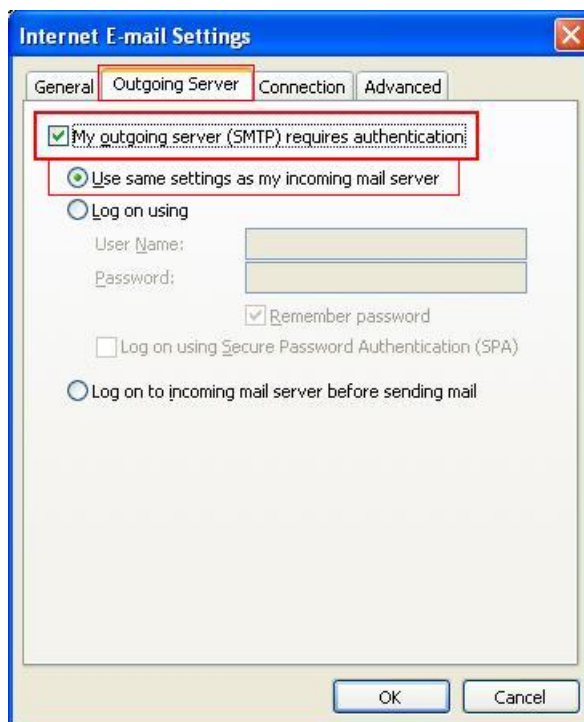 Internet E-mail Settings
General Outgoing Server Connection Advanced
My outgoing server (SMTP) requires authentication
Use same settings as my incoming mail server
Log on using
User Name:
Password:
Remember password
Log on using Secure Password Authentication (SPA)
Log on to incoming mail server before sending mail
OK Cancel